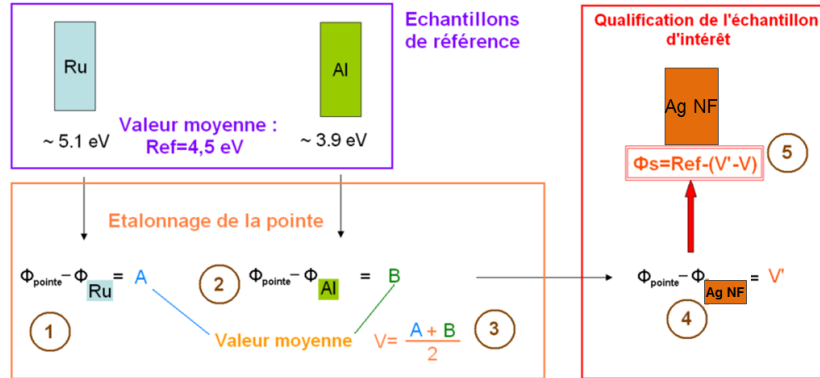 Echantillons
de référence
Ru
Al
~ 5.1 eV
Valeur moyenne :
Ref=4,5 eV
~ 3.9 eV
Etalonnage de la pointe
Φpointe − ΦRu = A
1
2
Φpointe − ΦAl = B
Valeur moyenne
V= A + B / 2
3
Qualification de l'échantillon
d'intérêt
Ag NF
Φs=Ref-(V'-V)
5
Φpointe − ΦAg NF = V'
4